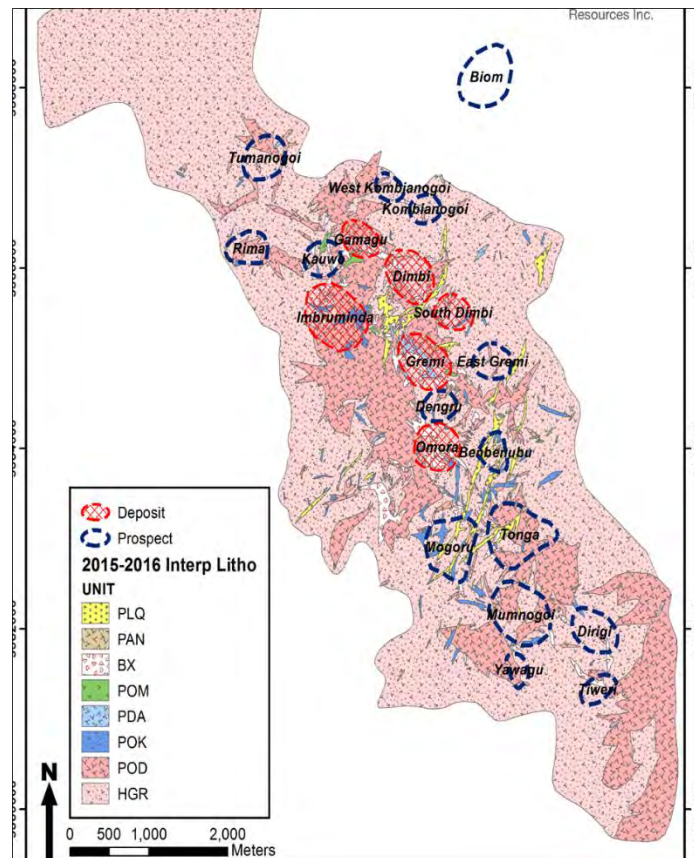 Resources Inc.
Biom
Tumanogoi
West Kombianogoi
Kombianogoi
Gamagu
Rima
Kauwo
Dimbi
Imbruminda
South Dimbi
Gremi
East Gremi
Dengru
Omora
Benbenubu
Mogoru
Tonga
Mumnogoi
Dirigi
Yawagu
Tiweri
Deposit
Prospect
2015-2016 Interp Litho
UNIT
PLQ
PAN
BX
POM
PDA
POK
POD
HGR
N
0 500 1,000 2,000
Meters